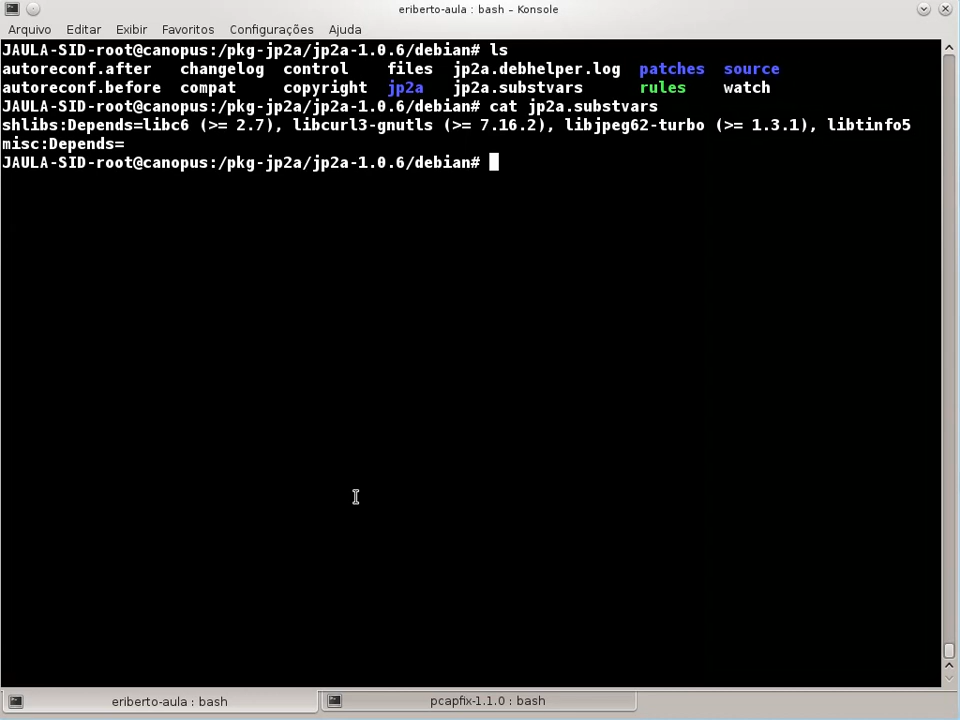 eriberto-aula : bash – Konsole
Arquivo Editar Exibir Favoritos Configurações Ajuda
JAULA-SID-root@canopus:/pkg-jp2a/jp2a-1.0.6/debian# ls
autoreconf.after changelog control files jp2a.debhelper.log patches source
autoreconf.before compat copyright jp2a jp2a.substvars rules watch
JAULA-SID-root@canopus:/pkg-jp2a/jp2a-1.0.6/debian# cat jp2a.substvars
shlibs:Depends=libc6 (>= 2.7), libcurl3-gnutls (>= 7.16.2), libjpeg62-turbo (>= 1.3.1), libtinfo5
misc:Depends=
JAULA-SID-root@canopus:/pkg-jp2a/jp2a-1.0.6/debian#
eriberto-aula : bash pcapfix-1.1.0 : bash